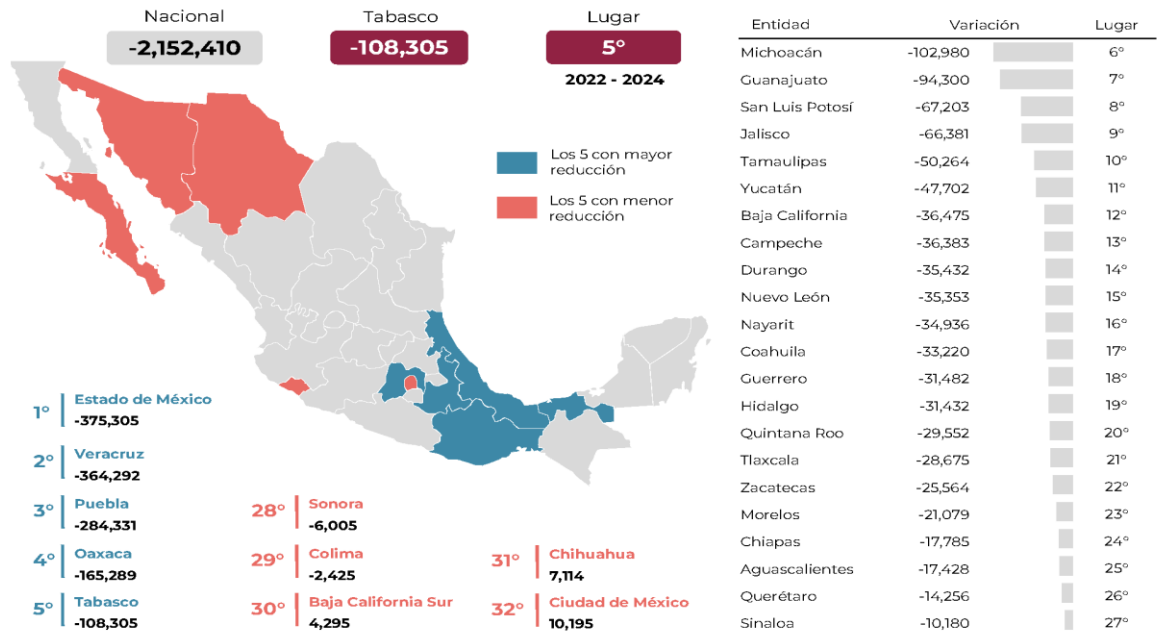 Nacional
-2,152,410
Tabasco
-108,305
Lugar
5°
2022 - 2024
Los 5 con mayor
reducción
Los 5 con menor
reducción
1° Estado de México
-375,305
2° Veracruz
-364,292
3° Puebla
-284,331
4° Oaxaca
-165,289
5° Tabasco
-108,305
28° Sonora
-6,005
29° Colima
-2,425
30° Baja California Sur
4,295
31° Chihuahua
7,114
32° Ciudad de México
10,195
Entidad Variación Lugar
Michoacán -102,980 6°
Guanajuato -94,300 7°
San Luis Potosí -67,203 8°
Jalisco -66,381 9°
Tamaulipas -50,264 10°
Yucatán -47,702 11°
Baja California -36,475 12°
Campeche -36,383 13°
Durango -35,432 14°
Nuevo León -35,353 15°
Nayarit -34,936 16°
Coahuila -33,220 17°
Guerrero -31,482 18°
Hidalgo -31,432 19°
Quintana Roo -29,552 20°
Tlaxcala -28,675 21°
Zacatecas -25,564 22°
Morelos -21,079 23°
Chiapas -17,785 24°
Aguascalientes -17,428 25°
Querétaro -14,256 26°
Sinaloa -10,180 27°